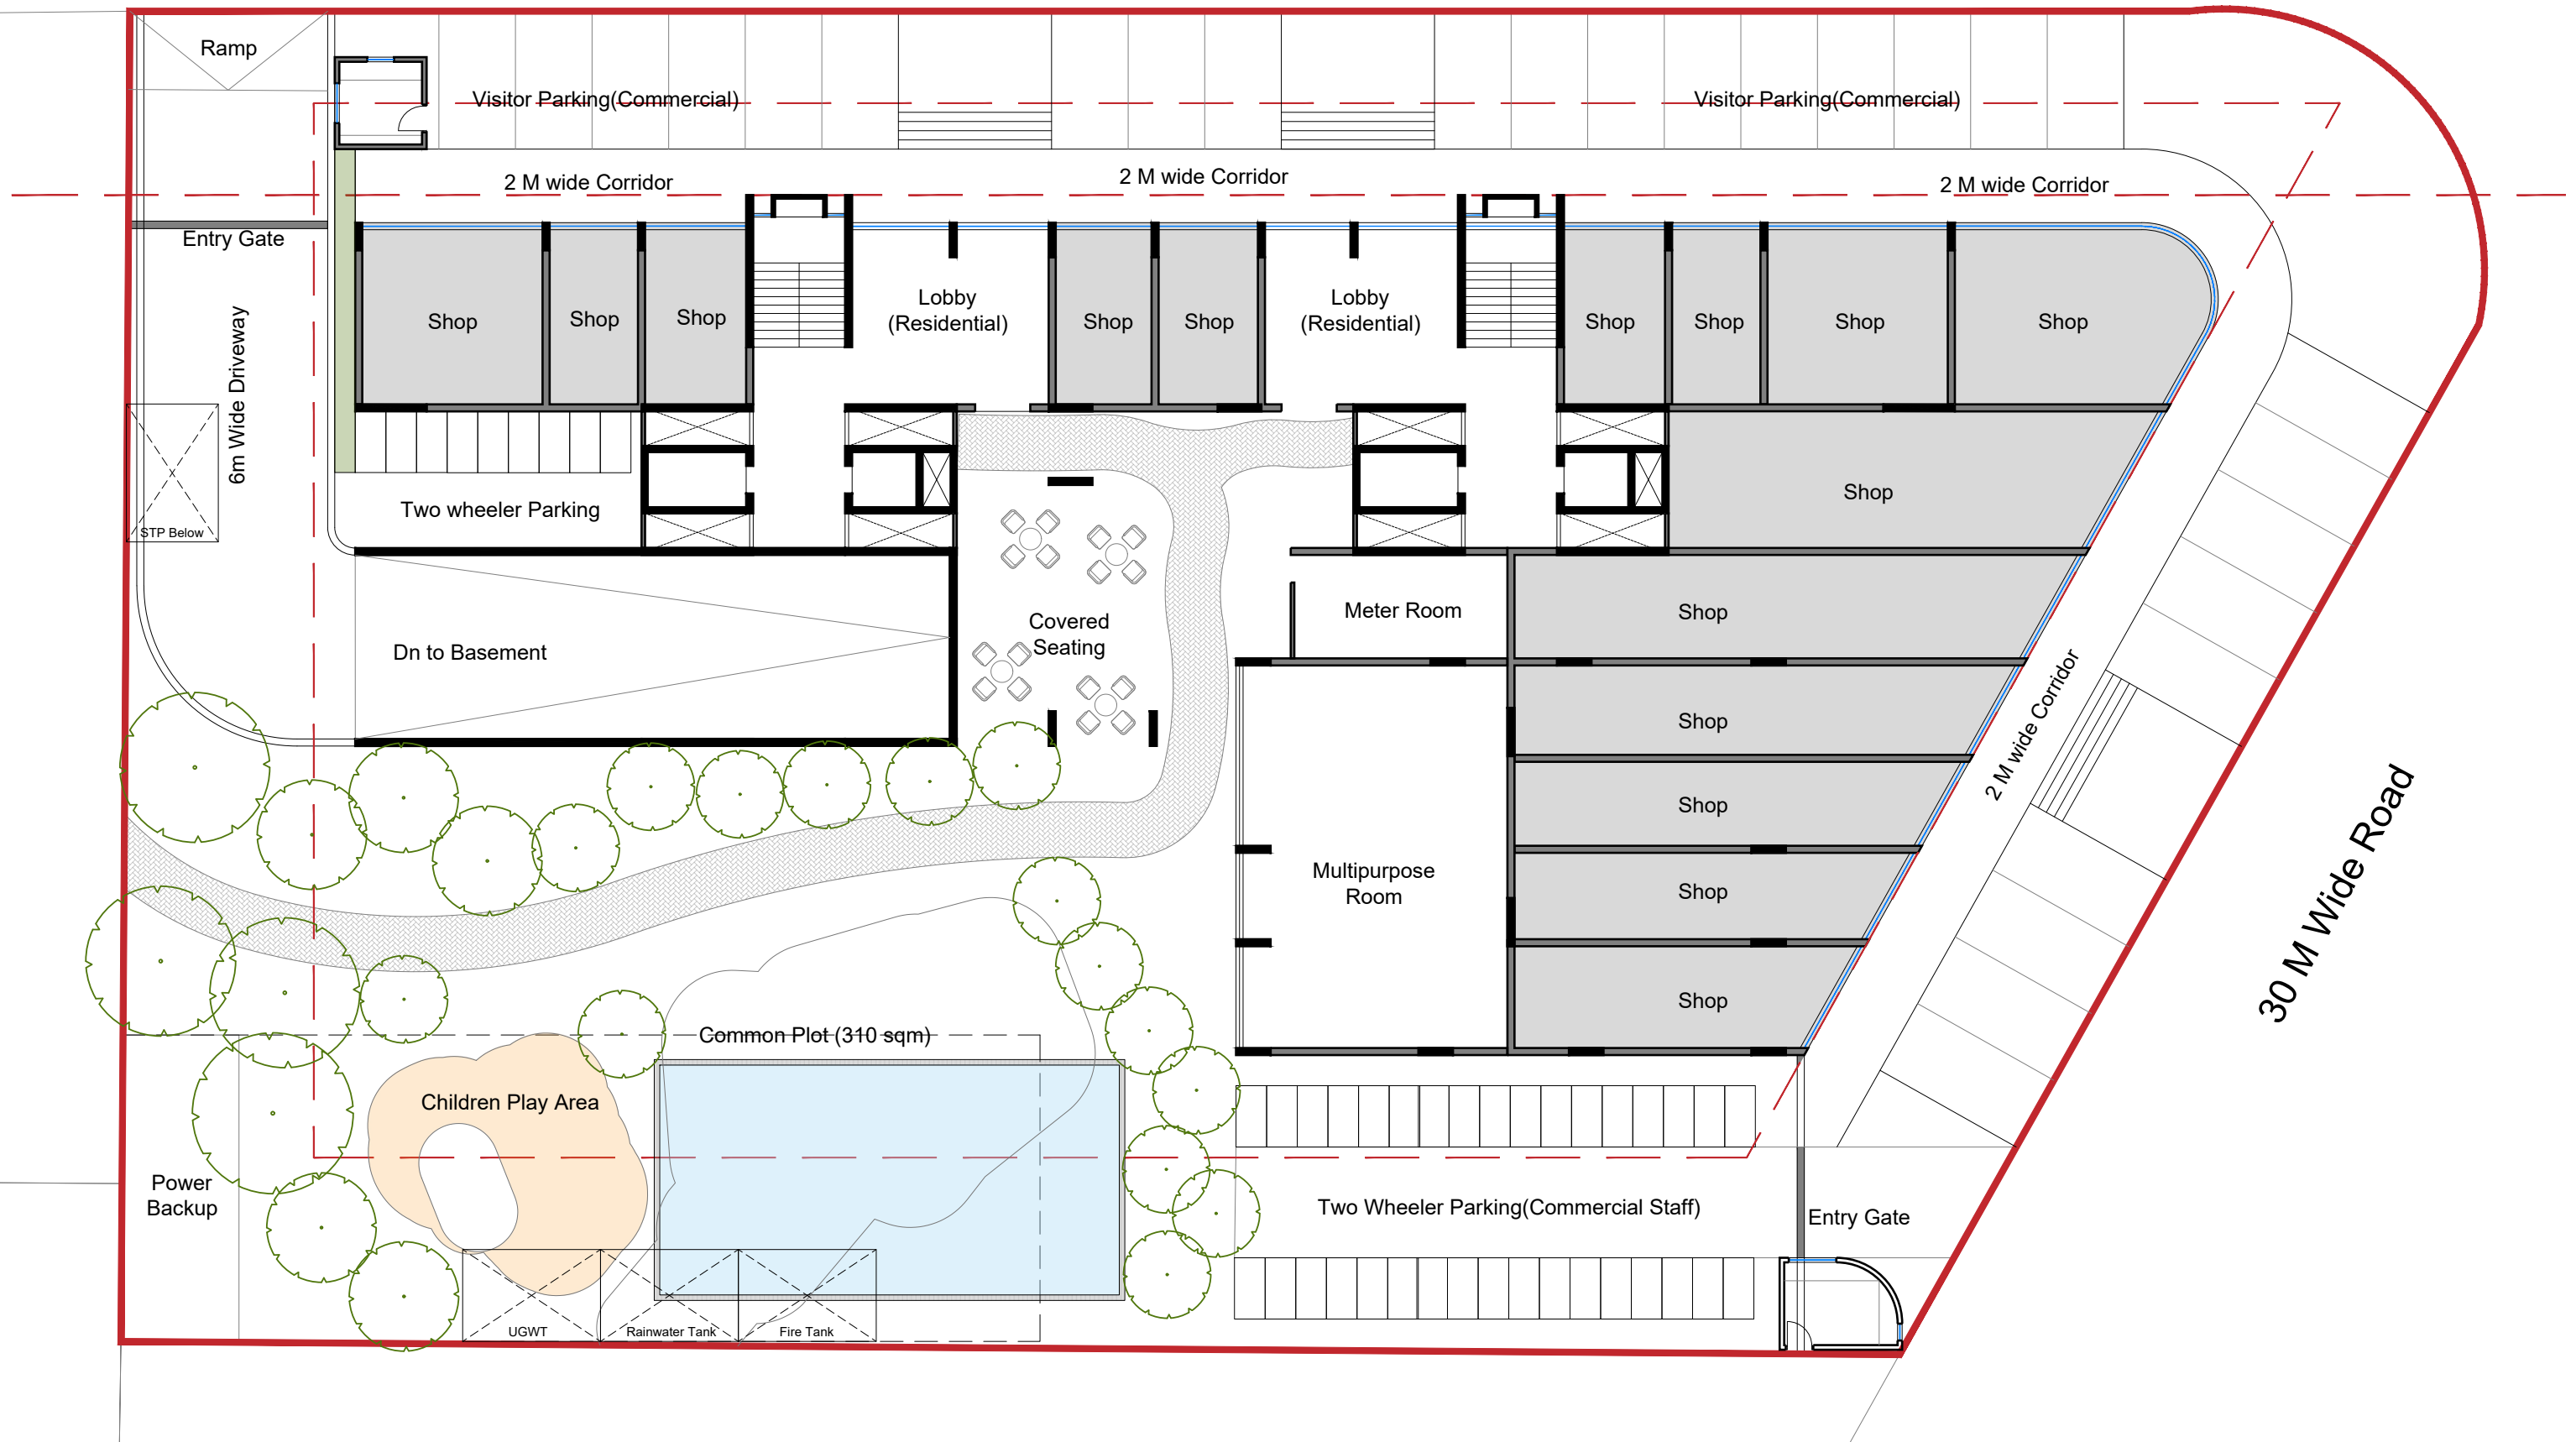 Ramp
Visitor Parking(Commercial)
Visitor Parking(Commercial)
2 M wide Corridor
2 M wide Corridor
2 M wide Corridor
Entry Gate
6m Wide Driveway
Shop
Shop
Shop
Lobby
(Residential)
Shop
Shop
Lobby
(Residential)
Shop
Shop
Shop
Shop
STP Below
Two wheeler Parking
Shop
Dn to Basement
Covered
Seating
Meter Room
Shop
Shop
2 M wide Corridor
Shop
Multipurpose
Room
Shop
30 M Wide Road
Shop
Common Plot (310 sqm)
Children Play Area
Power
Backup
Two Wheeler Parking(Commercial Staff)
Entry Gate
UGWT
Rainwater Tank
Fire Tank